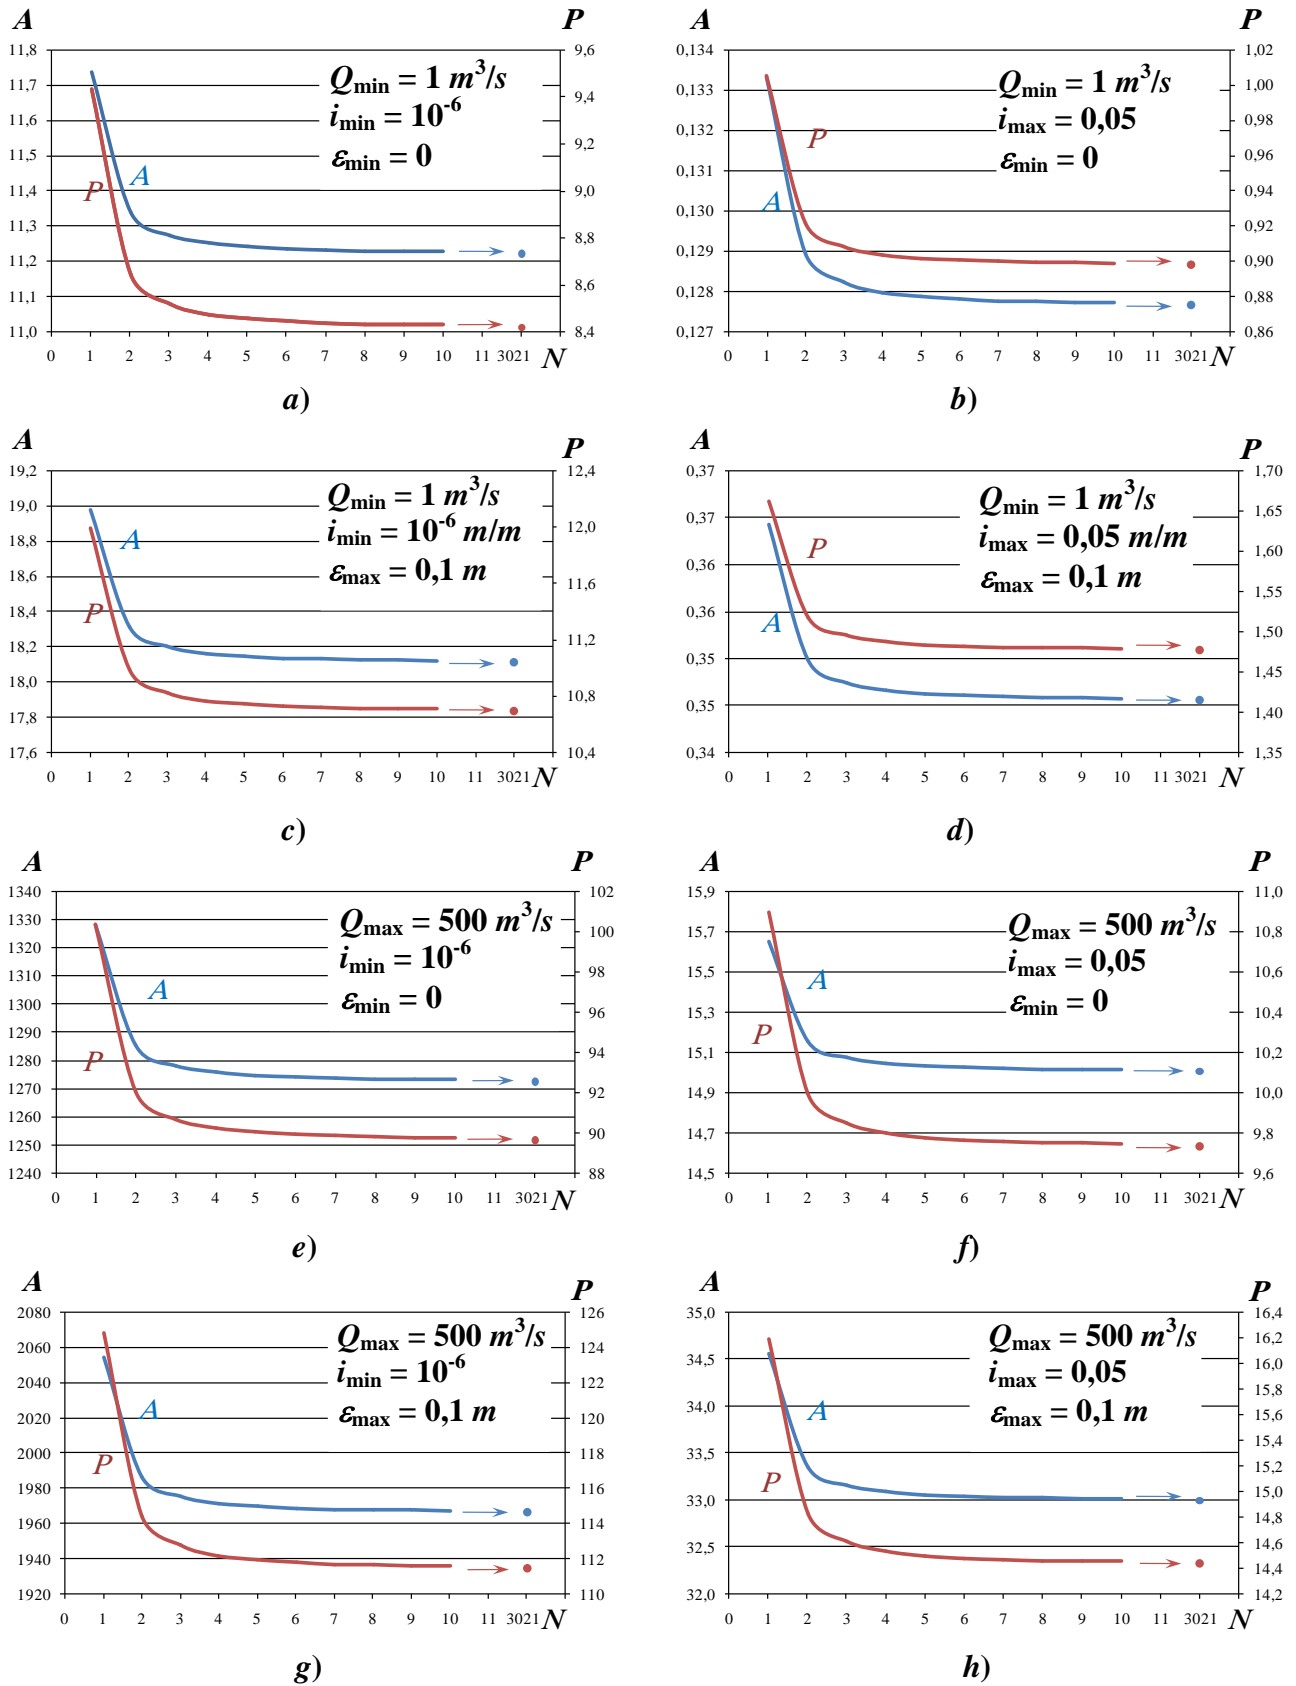 A P
11,8 9,6
11,7 9,4
11,6 9,2
11,5 9,0
11,4 8,8
11,3 8,6
11,2 8,4
11,1
11,0
Qmin = 1 m³/s
imin = 10⁻⁶
εmin = 0
P A
0 1 2 3 4 5 6 7 8 9 10 11 3021 N
a)
A P
0,134 1,02
0,133 1,00
0,132 0,98
0,131 0,96
0,130 0,94
0,129 0,92
0,128 0,90
0,127 0,88
0,86
Qmin = 1 m³/s
imax = 0,05
εmin = 0
P
A
0 1 2 3 4 5 6 7 8 9 10 11 3021 N
b)
A P
19,2 12,4
19,0 12,0
18,8 11,6
18,6 11,2
18,4 10,8
18,2 10,4
18,0
17,8
17,6
Qmin = 1 m³/s
imin = 10⁻⁶ m/m
εmax = 0,1 m
A
P
0 1 2 3 4 5 6 7 8 9 10 11 3021 N
c)
A P
0,37 1,70
0,37 1,65
0,36 1,60
0,36 1,55
0,35 1,50
0,35 1,45
0,34 1,40
1,35
Qmin = 1 m³/s
imax = 0,05 m/m
εmax = 0,1 m
P
A
0 1 2 3 4 5 6 7 8 9 10 11 3021 N
d)
A P
1340 102
1330 100
1320 98
1310 96
1300 94
1290 92
1280 90
1270 88
1260
1250
1240
Qmax = 500 m³/s
imin = 10⁻⁶
εmin = 0
A
P
0 1 2 3 4 5 6 7 8 9 10 11 3021 N
e)
A P
15,9 11,0
15,7 10,8
15,5 10,6
15,3 10,4
15,1 10,2
14,9 10,0
14,7 9,8
14,5 9,6
Qmax = 500 m³/s
imax = 0,05
εmin = 0
A
P
0 1 2 3 4 5 6 7 8 9 10 11 3021 N
f)
A P
2080 126
2060 124
2040 122
2020 120
2000 118
1980 116
1960 114
1940 112
1920 110
Qmax = 500 m³/s
imin = 10⁻⁶
εmax = 0,1 m
A
P
0 1 2 3 4 5 6 7 8 9 10 11 3021 N
g)
A P
35,0 16,4
34,5 16,2
34,0 16,0
33,5 15,8
33,0 15,6
32,5 15,4
32,0 15,2
15,0
14,8
14,6
14,4
14,2
Qmax = 500 m³/s
imax = 0,05
εmax = 0,1 m
A
P
0 1 2 3 4 5 6 7 8 9 10 11 3021 N
h)